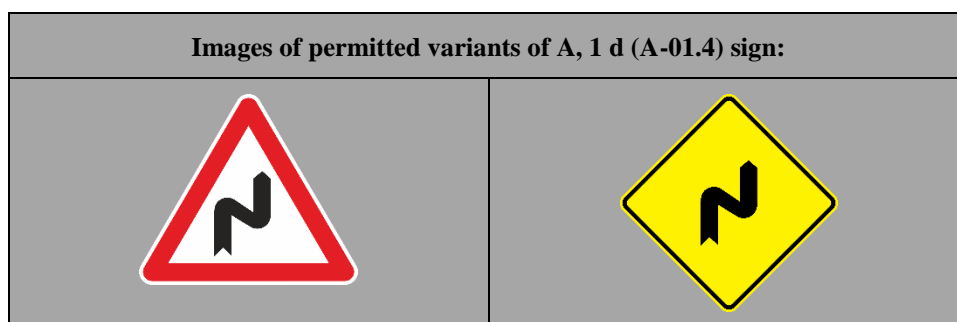 Images of permitted variants of A, 1 d (A-01.4) sign: